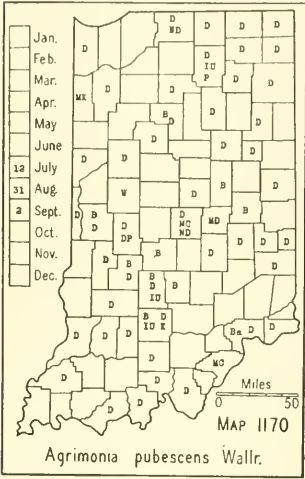 D
ND
D
D
D
D
Jan.
Feb.
Mar.
Apr.
May
June
12 July
31 Aug.
2 Sept.
Oct.
Nov.
Dec.
D
IU
P
D
D
MK
D
B
D
D
D
D
D
D
W
D
B
D
D
B
D
D
DP
D
MC
ND
MD
B
D
D
D
B
D
D
B
D
B
D
IU
B
D
B
D
IU
K
Ba
D
D
D
D
D
D
MC
D
D
D
D
D
Miles
0
50
MAP 1170
Agrimonia pubescens Wallr.